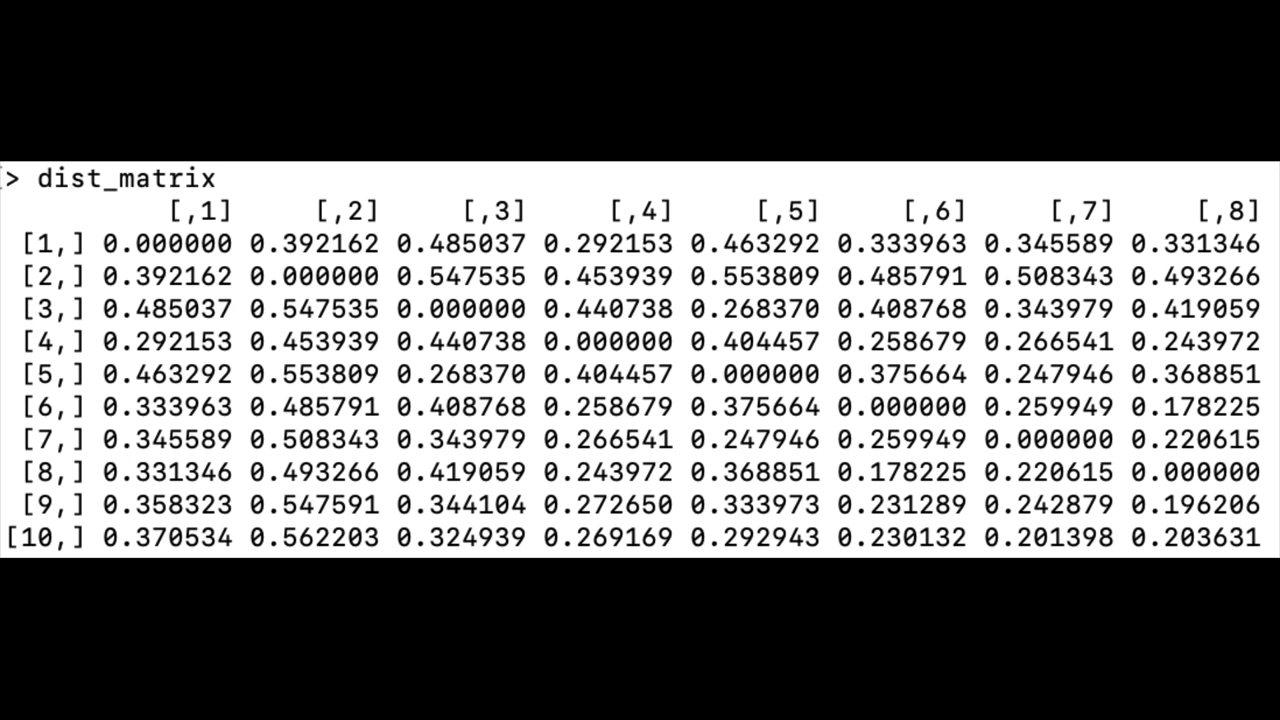 > dist_matrix
[,1] [,2] [,3] [,4] [,5] [,6] [,7] [,8]
[1,] 0.000000 0.392162 0.485037 0.292153 0.463292 0.333963 0.345589 0.331346
[2,] 0.392162 0.000000 0.547535 0.453939 0.553809 0.485791 0.508343 0.493266
[3,] 0.485037 0.547535 0.000000 0.440738 0.268370 0.408768 0.343979 0.419059
[4,] 0.292153 0.453939 0.440738 0.000000 0.404457 0.258679 0.266541 0.243972
[5,] 0.463292 0.553809 0.268370 0.404457 0.000000 0.375664 0.247946 0.368851
[6,] 0.333963 0.485791 0.408768 0.258679 0.375664 0.000000 0.259949 0.178225
[7,] 0.345589 0.508343 0.343979 0.266541 0.247946 0.259949 0.000000 0.220615
[8,] 0.331346 0.493266 0.419059 0.243972 0.368851 0.178225 0.220615 0.000000
[9,] 0.358323 0.547591 0.344104 0.272650 0.333973 0.231289 0.242879 0.196206
[10,] 0.370534 0.562203 0.324939 0.269169 0.292943 0.230132 0.201398 0.203631